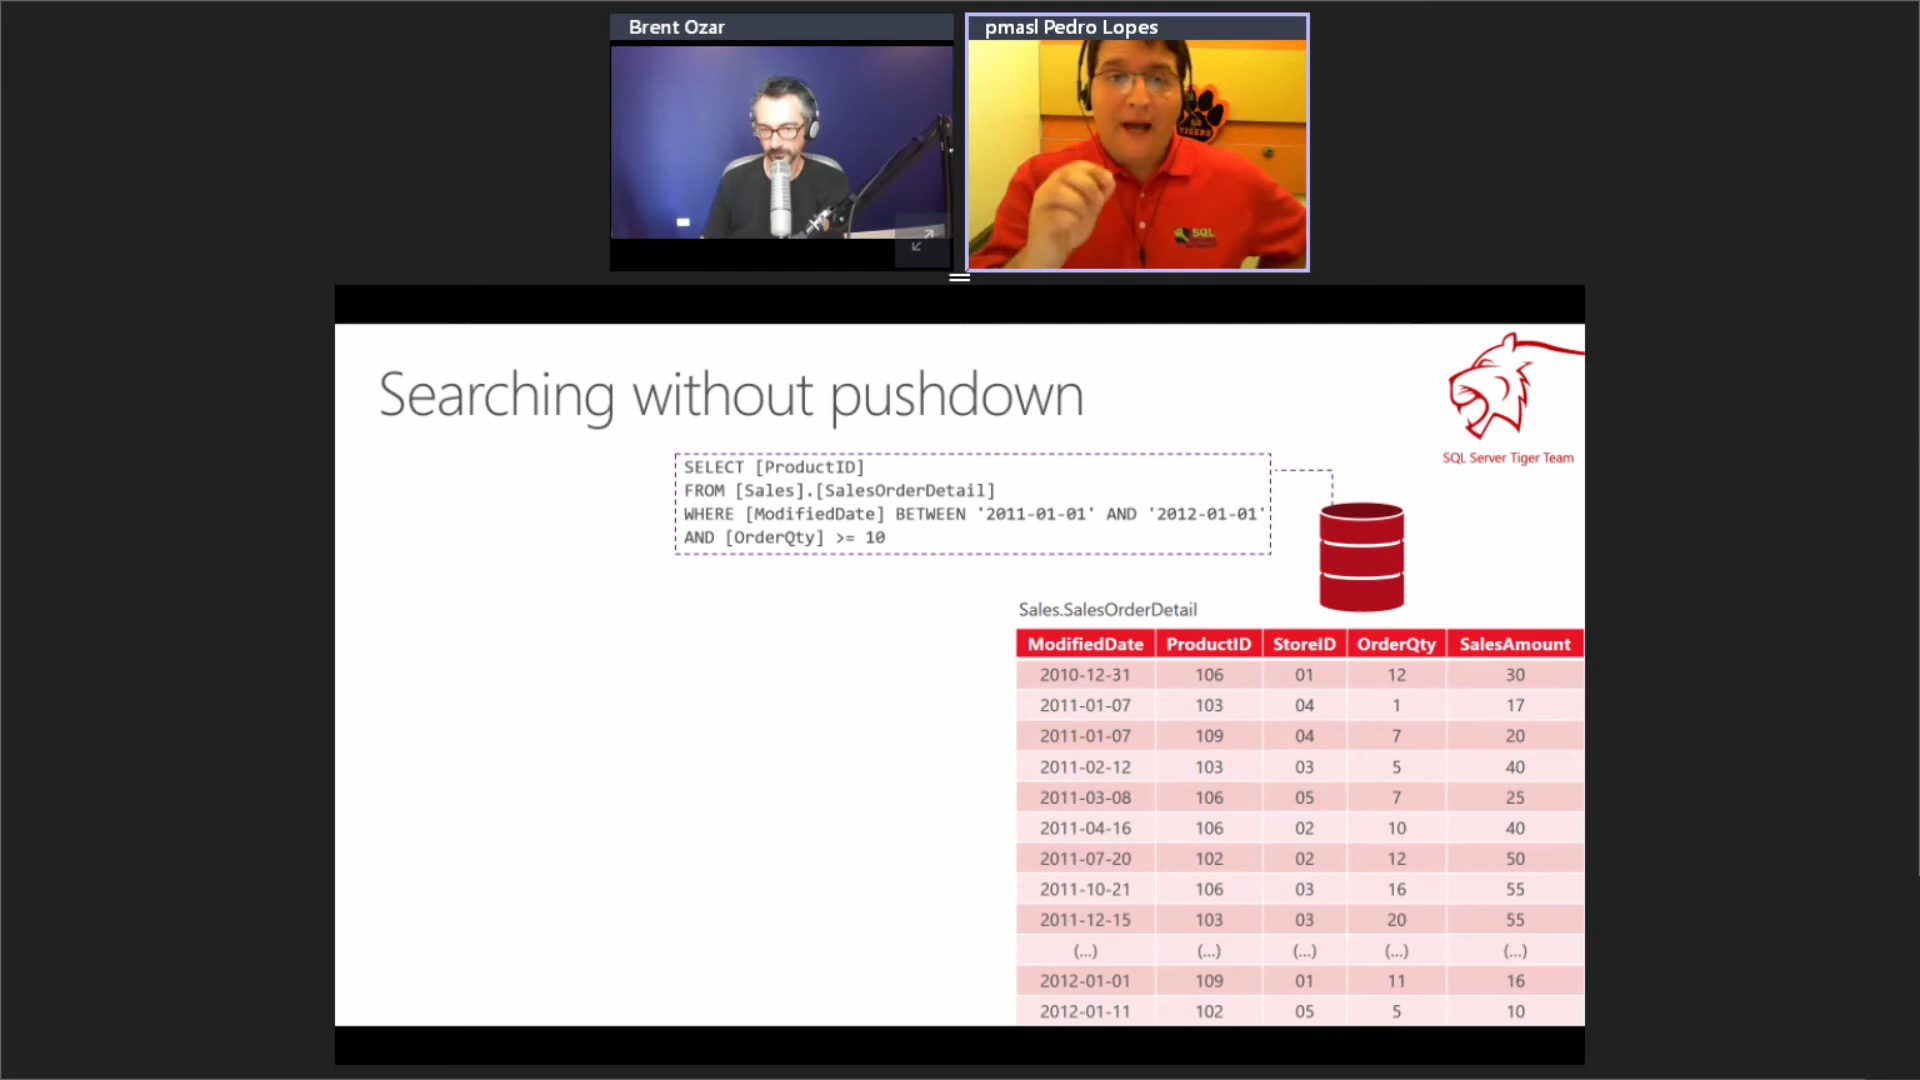 Brent Ozar
pmasl Pedro Lopes
TIGERS
SQL
Searching without pushdown
SQL Server Tiger Team
SELECT [ProductID]
FROM [Sales].[SalesOrderDetail]
WHERE [ModifiedDate] BETWEEN '2011-01-01' AND '2012-01-01'
AND [OrderQty] >= 10
Sales.SalesOrderDetail
ModifiedDate ProductID StoreID OrderQty SalesAmount
2010-12-31 106 01 12 30
2011-01-07 103 04 1 17
2011-01-07 109 04 7 20
2011-02-12 103 03 5 40
2011-03-08 106 05 7 25
2011-04-16 106 02 10 40
2011-07-20 102 02 12 50
2011-10-21 106 03 16 55
2011-12-15 103 03 20 55
(...) (...) (...) (...) (...)
2012-01-01 109 01 11 16
2012-01-11 102 05 5 10